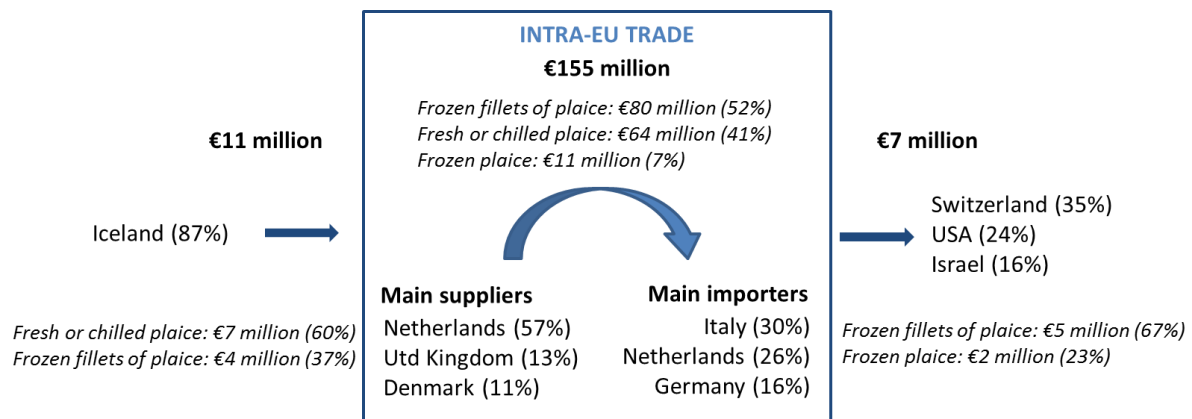 INTRA-EU TRADE
€155 million
Frozen fillets of plaice: €80 million (52%)
Fresh or chilled plaice: €64 million (41%)
Frozen plaice: €11 million (7%)
€11 million
Iceland (87%)
Fresh or chilled plaice: €7 million (60%)
Frozen fillets of plaice: €4 million (37%)
Main suppliers
Netherlands (57%)
Utd Kingdom (13%)
Denmark (11%)
Main importers
Italy (30%)
Netherlands (26%)
Germany (16%)
€7 million
Switzerland (35%)
USA (24%)
Israel (16%)
Frozen fillets of plaice: €5 million (67%)
Frozen plaice: €2 million (23%)